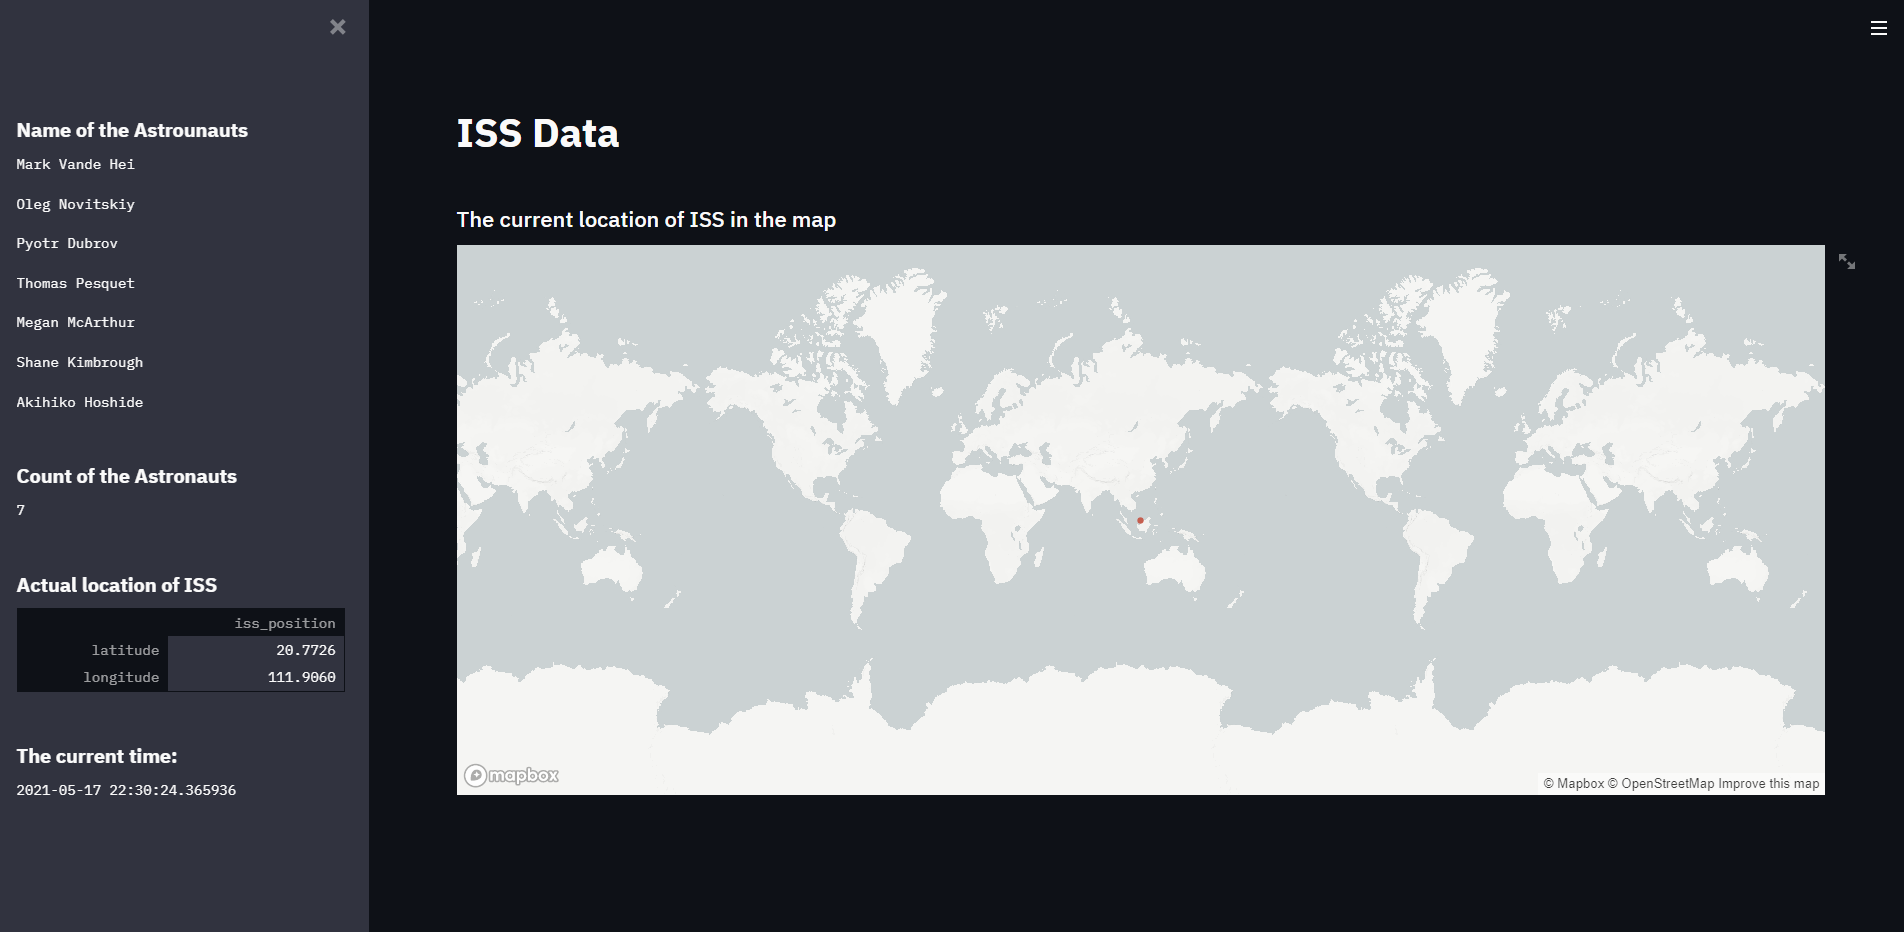 Name of the Astrounauts
Mark Vande Hei
Oleg Novitskiy
Pyotr Dubrov
Thomas Pesquet
Megan McArthur
Shane Kimbrough
Akihiko Hoshide
Count of the Astronauts
7
Actual location of ISS
iss_position
latitude 20.7726
longitude 111.9060
The current time:
2021-05-17 22:30:24.365936
ISS Data
The current location of ISS in the map
mapbox
© Mapbox © OpenStreetMap Improve this map